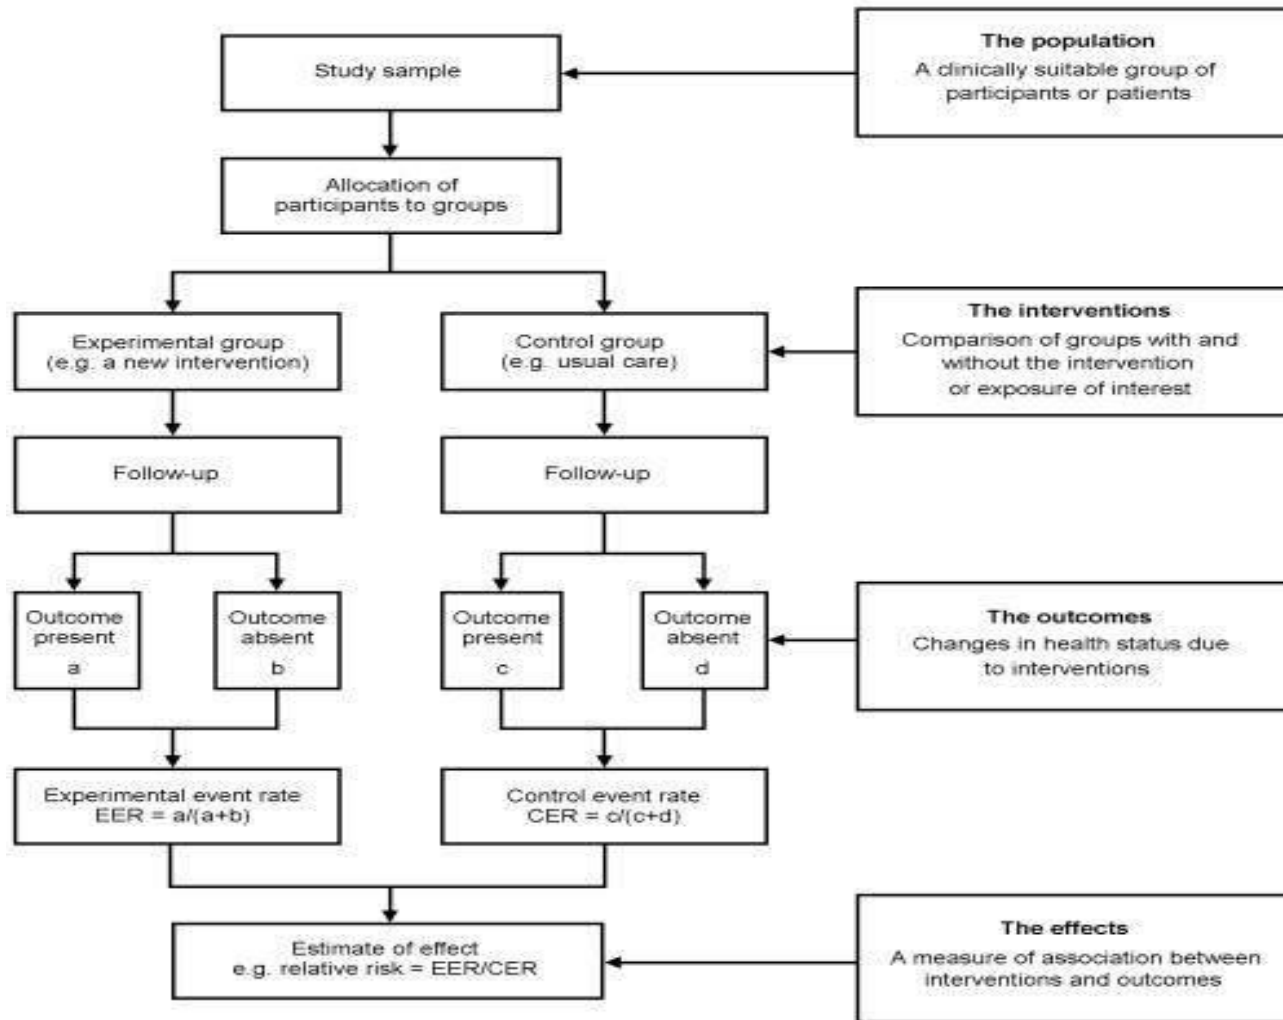 Study sample
The population
A clinically suitable group of
participants or patients
Allocation of
participants to groups
Experimental group
(e.g. a new intervention)
Control group
(e.g. usual care)
The interventions
Comparison of groups with and
without the intervention
or exposure of interest
Follow-up
Follow-up
Outcome
present
a
Outcome
absent
b
Outcome
present
c
Outcome
absent
d
The outcomes
Changes in health status due
to interventions
Experimental event rate
EER = a/(a+b)
Control event rate
CER = c/(c+d)
Estimate of effect
e.g. relative risk = EER/CER
The effects
A measure of association between
interventions and outcomes